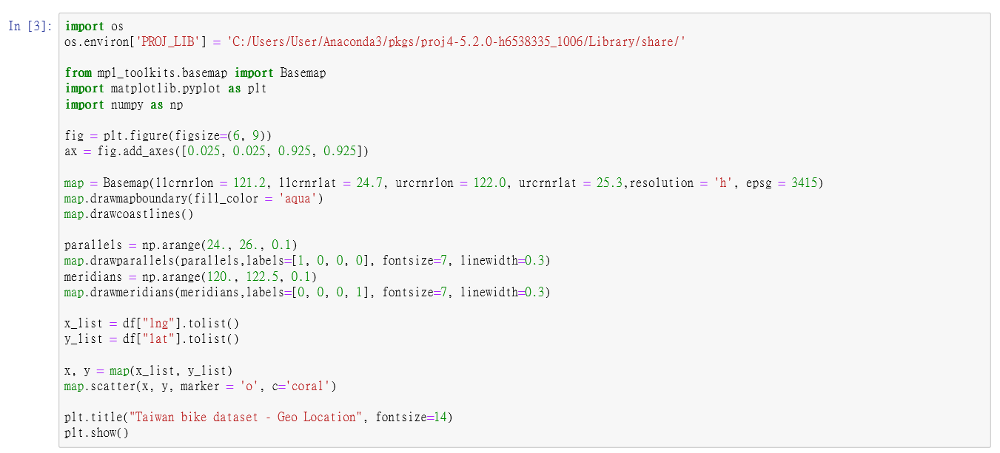 In [3]: import os
os.environ['PROJ_LIB'] = 'C:/Users/User/Anaconda3/pkgs/proj4-5.2.0-h6538335_1006/Library/share/'
from mpl_toolkits.basemap import Basemap
import matplotlib.pyplot as plt
import numpy as np
fig = plt.figure(figsize=(6, 9))
ax = fig.add_axes([0.025, 0.025, 0.925, 0.925])
map = Basemap(llcrnrlon = 121.2, llcrnrlat = 24.7, urcrnrlon = 122.0, urcrnrlat = 25.3,resolution = 'h', epsg = 3415)
map.drawmapboundary(fill_color = 'aqua')
map.drawcoastlines()
parallels = np.arange(24., 26., 0.1)
map.drawparallels(parallels,labels=[1, 0, 0, 0], fontsize=7, linewidth=0.3)
meridians = np.arange(120., 122.5, 0.1)
map.drawmeridians(meridians,labels=[0, 0, 0, 1], fontsize=7, linewidth=0.3)
x_list = df["lng"].tolist()
y_list = df["lat"].tolist()
x, y = map(x_list, y_list)
map.scatter(x, y, marker = 'o', c='coral')
plt.title("Taiwan bike dataset - Geo Location", fontsize=14)
plt.show()